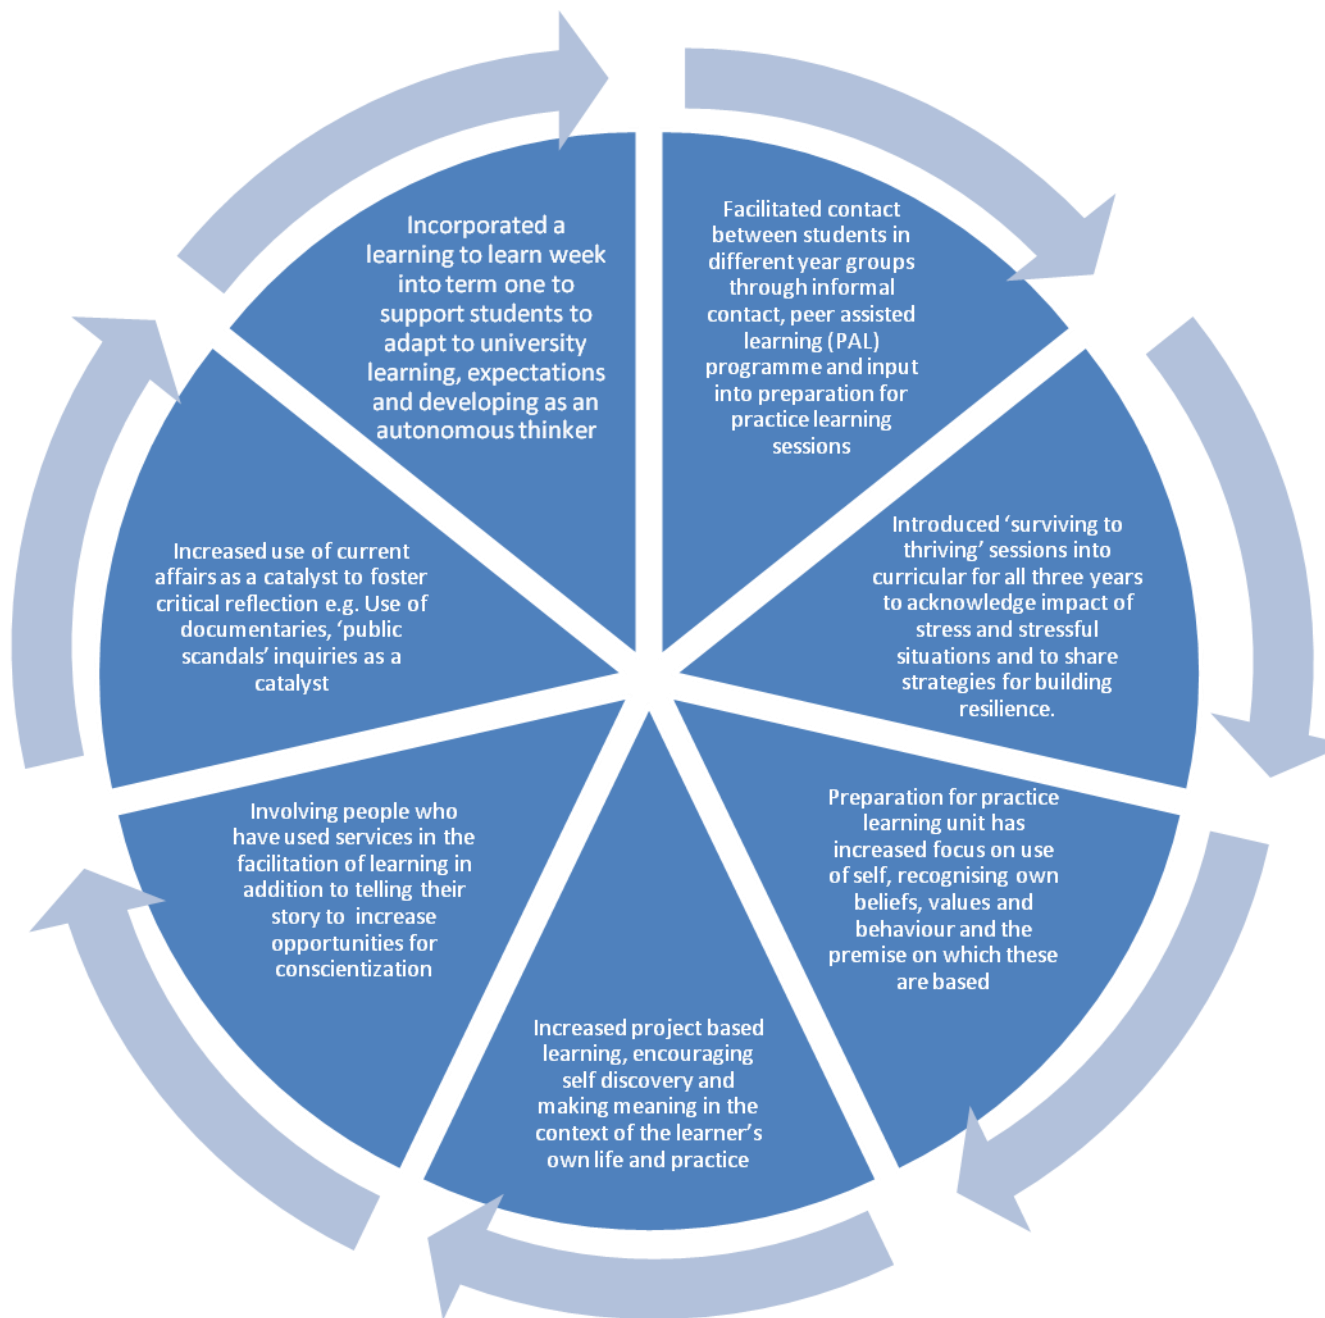 Incorporated a
learning to learn week
into term one to
support students to
adapt to university
learning, expectations
and developing as an
autonomous thinker
Facilitated contact
between students in
different year groups
through informal
contact, peer assisted
learning (PAL)
programme and input
into preparation for
practice learning
sessions
Introduced ‘surviving to
thriving’ sessions into
curricular for all three years
to acknowledge impact of
stress and stressful
situations and to share
strategies for building
resilience.
Preparation for practice
learning unit has
increased focus on use
of self, recognising own
beliefs, values and
behaviour and the
premise on which these
are based
Increased project based
learning, encouraging
self discovery and
making meaning in the
context of the learner’s
own life and practice
Involving people who
have used services in the
facilitation of learning in
addition to telling their
story to increase
opportunities for
conscientization
Increased use of current
affairs as a catalyst to foster
critical reflection e.g. Use of
documentaries, ‘public
scandals’ inquiries as a
catalyst